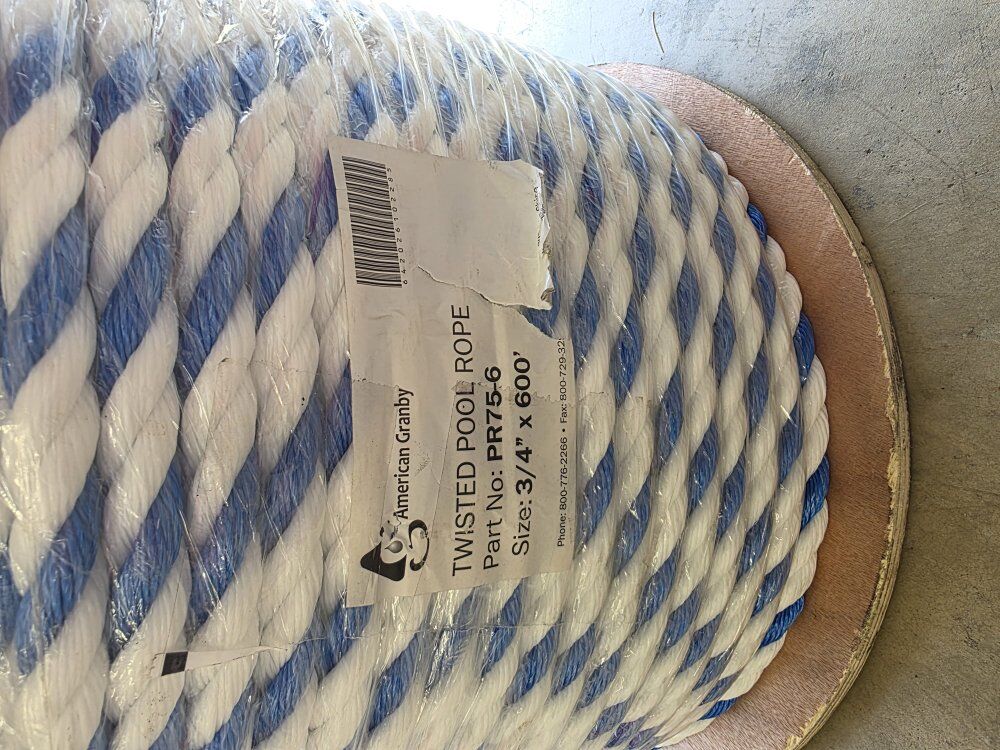 American Granby
TWISTED POOL ROPE
Part No: PR75-6
Size: 3/4" x 600'
Phone: 800-776-2266 • Fax: 800-729-32